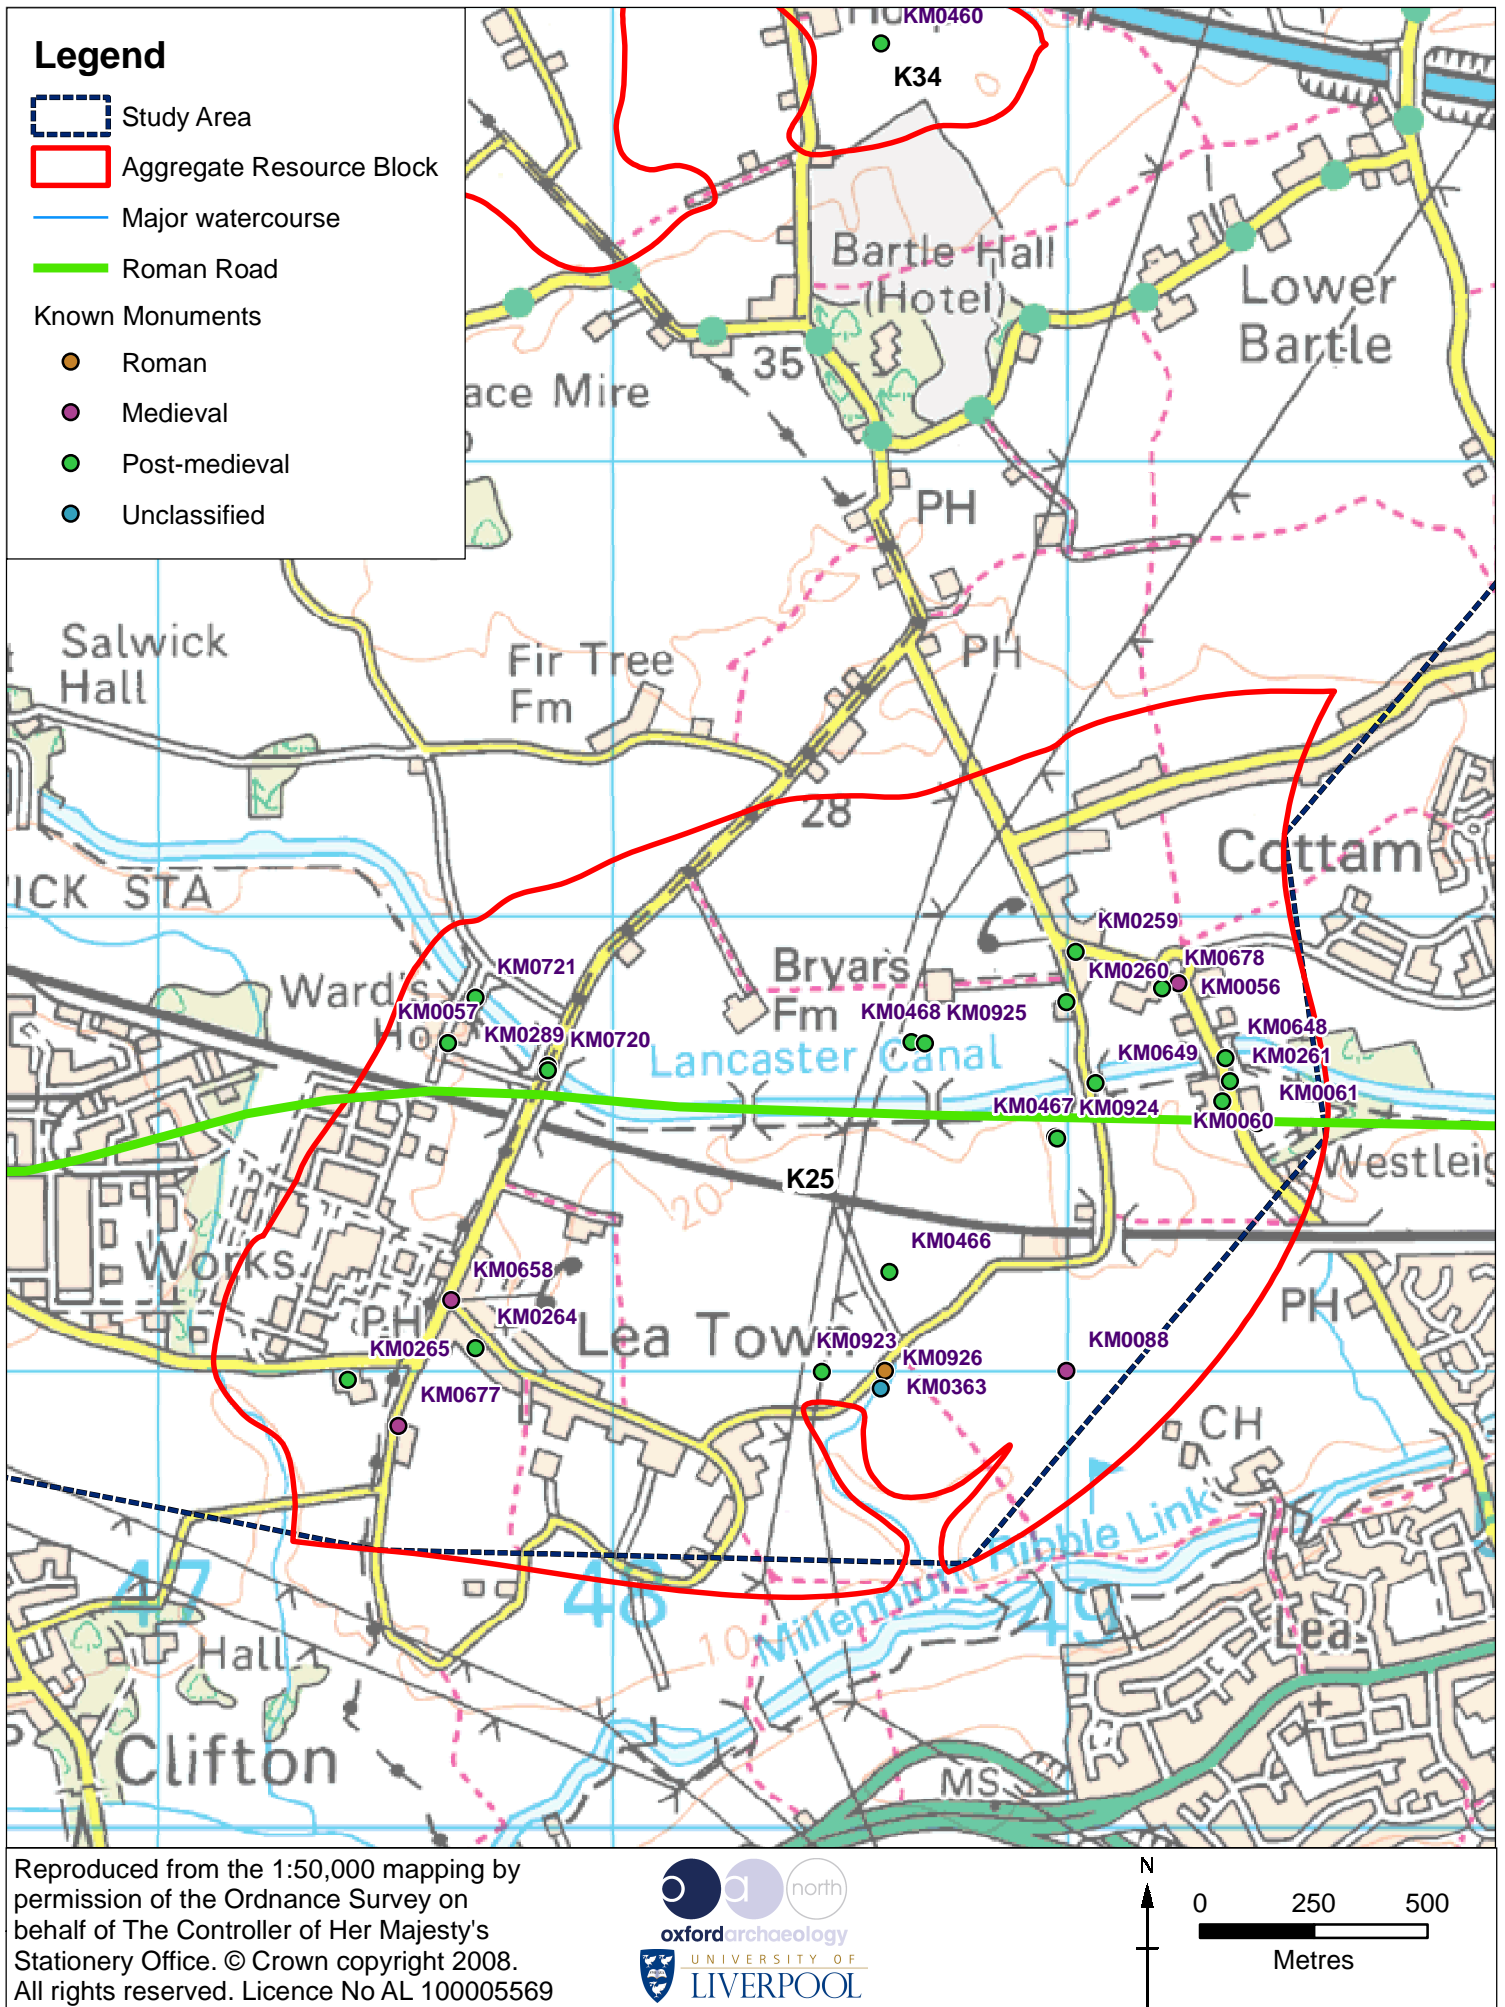 Legend
Study Area
Aggregate Resource Block
Major watercourse
Roman Road
Known Monuments
Roman
Medieval
Post-medieval
Unclassified
KM0460
K34
Bartle Hall
(Hotel)
Lower
Bartle
35
ace Mire
PH
PH
Salwick
Hall
Fir Tree
Fm
28
Cottam
ICK STA
KM0259
Bryars
Fm
KM0721
Ward's
Ho
KM0057
KM0289
KM0720
KM0468
KM0925
KM0260
KM0678
KM0056
KM0648
KM0649
KM0261
Lancaster Canal
KM0061
KM0467
KM0924
KM0060
Westleig
K25
20
Works
KM0466
KM0658
KM0264
PH
PH
Lea Town
KM0265
KM0923
KM0926
KM0088
KM0363
KM0677
CH
47
48
49
Millennium Ribble Link
10
Lea
Hall
Clifton
MS
Reproduced from the 1:50,000 mapping by
permission of the Ordnance Survey on
behalf of The Controller of Her Majesty's
Stationery Office. © Crown copyright 2008.
All rights reserved. Licence No AL 100005569
o a north
oxfordarchaeology
UNIVERSITY OF
LIVERPOOL
N
0 250 500
Metres